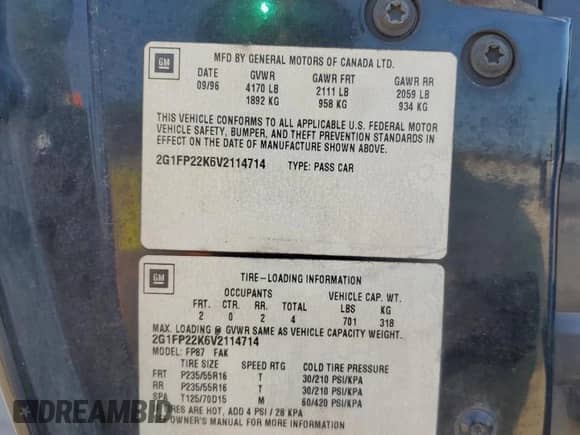 GM
MFD BY GENERAL MOTORS OF CANADA LTD.
DATE GVWR GAWR FRT GAWR RR
09/96 4170 LB 2111 LB 2059 LB
1892 KG 958 KG 934 KG
THIS VEHICLE CONFORMS TO ALL APPLICABLE U.S. FEDERAL MOTOR
VEHICLE SAFETY, BUMPER, AND THEFT PREVENTION STANDARDS IN
EFFECT ON THE DATE OF MANUFACTURE SHOWN ABOVE.
2G1FP22K6V2114714 TYPE: PASS CAR
GM
TIRE-LOADING INFORMATION
OCCUPANTS VEHICLE CAP. WT.
FRT. CTR. RR. TOTAL LBS KG
2 0 2 4 701 318
MAX. LOADING @ GVWR SAME AS VEHICLE CAPACITY WEIGHT.
2G1FP22K6V2114714
MODEL: FP87 FAK
TIRE SIZE SPEED RTG COLD TIRE PRESSURE
FRT P235/55R16 T 30/210 PSI/KPA
RR P235/55R16 T 30/210 PSI/KPA
SPA T125/70D15 M 60/420 PSI/KPA
RES ARE HOT, ADD 4 PSI / 28 KPA
OWNER'S MANUAL FOR MORE INFORMATION
DREAMBID